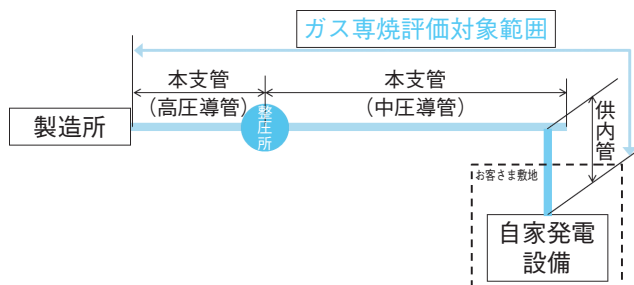 ガス専焼評価対象範囲
本支管
（高圧導管）
本支管
（中圧導管）
製造所
整圧所
供内管
お客さま敷地
自家発電
設備